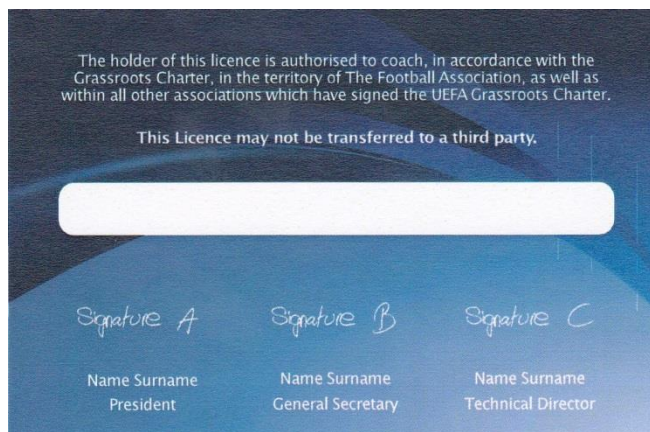 The holder of this licence is authorised to coach, in accordance with the
Grassroots Charter, in the territory of The Football Association, as well as
within all other associations which have signed the UEFA Grassroots Charter.
This Licence may not be transferred to a third party.
Signature A Signature B Signature C
Name Surname Name Surname Name Surname
President General Secretary Technical Director